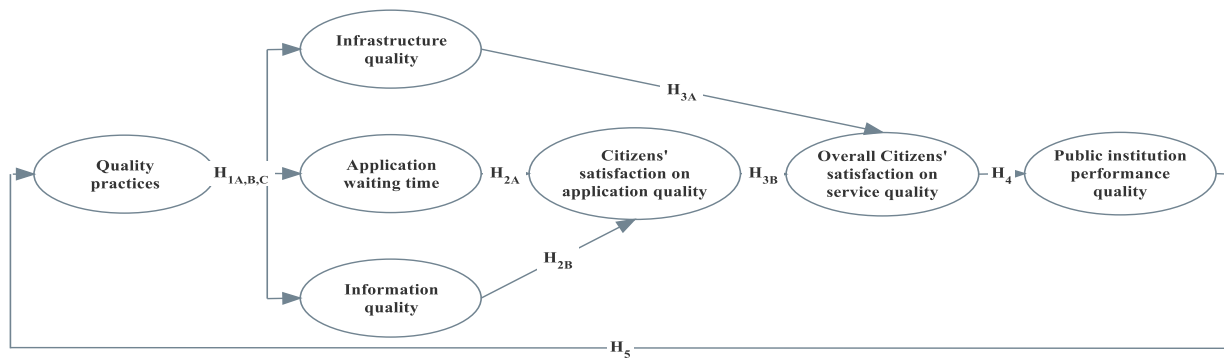 Infrastructure
quality
H3A
Quality
practices
H1A,B,C
Application
waiting time
H2A
Citizens'
satisfaction on
application quality
H3B
Overall Citizens'
satisfaction on
service quality
H4
Public institution
performance
quality
H2B
Information
quality
H5